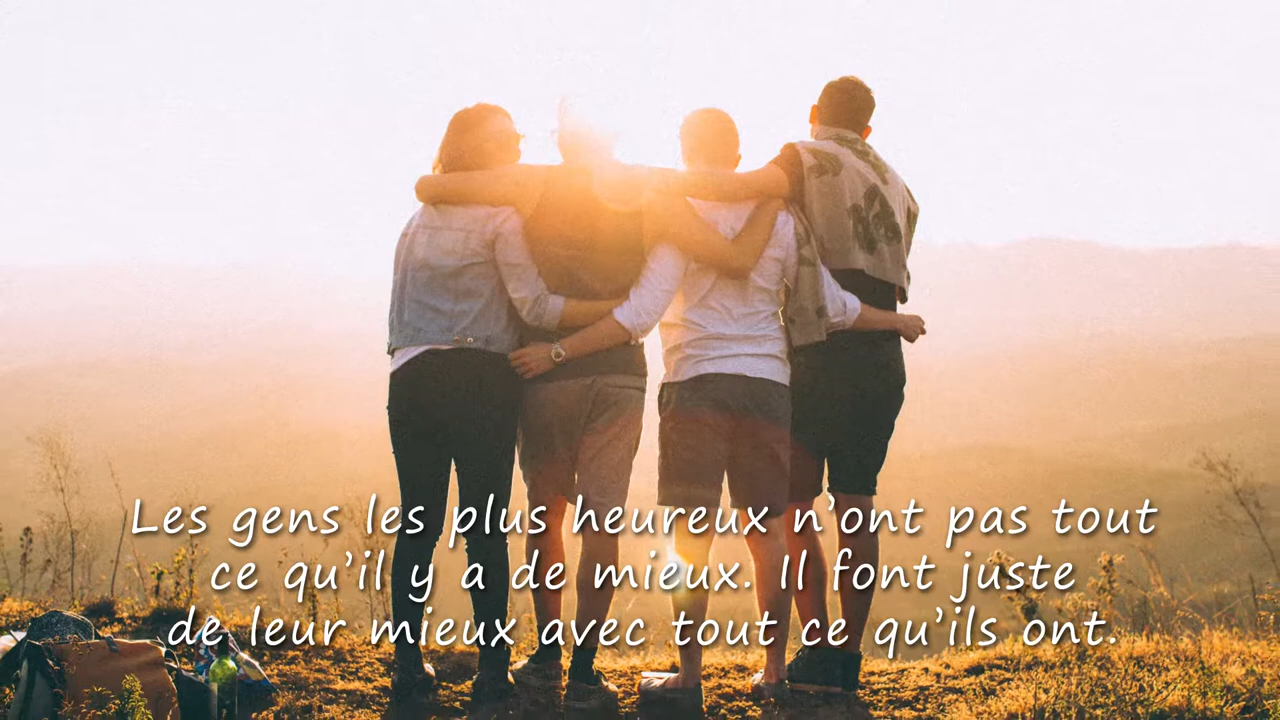 Les gens les plus heureux n’ont pas tout
ce qu’il y a de mieux. Il font juste
de leur mieux avec tout ce qu’ils ont.